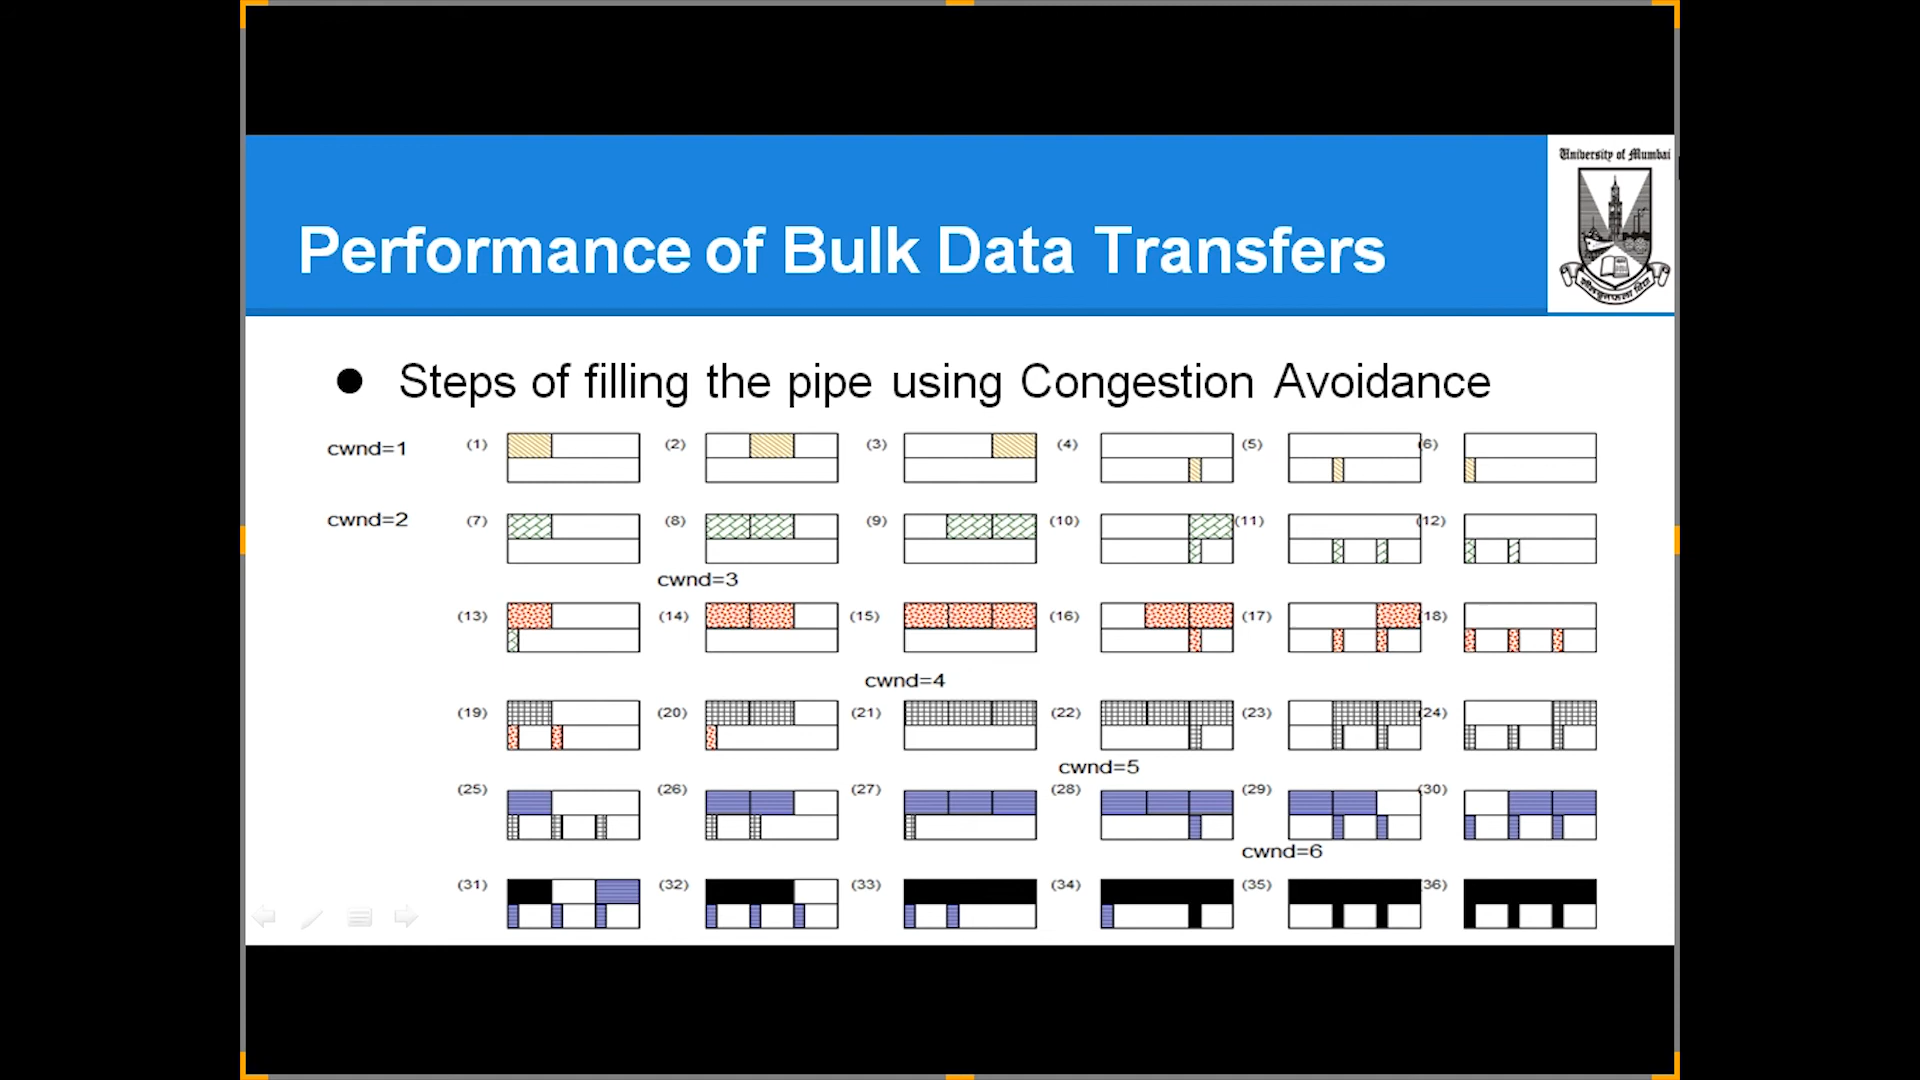 University of Mumbai
Performance of Bulk Data Transfers
● Steps of filling the pipe using Congestion Avoidance
cwnd=1 (1) (2) (3) (4) (5) (6)
cwnd=2 (7) (8) (9) (10) (11) (12)
cwnd=3
(13) (14) (15) (16) (17) (18)
cwnd=4
(19) (20) (21) (22) (23) (24)
cwnd=5
(25) (26) (27) (28) (29) (30)
cwnd=6
(31) (32) (33) (34) (35) (36)